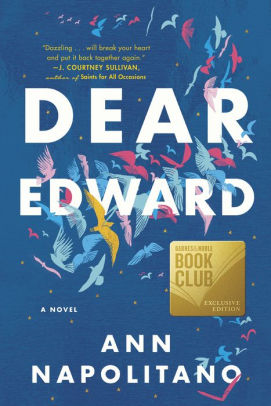 "Dazzling . . . will break your heart
and put it back together again."
—J. COURTNEY SULLIVAN,
author of Saints for All Occasions
DEAR
EDWARD
BARNES & NOBLE
BOOK
CLUB
EXCLUSIVE
EDITION
A NOVEL
ANN
NAPOLITANO